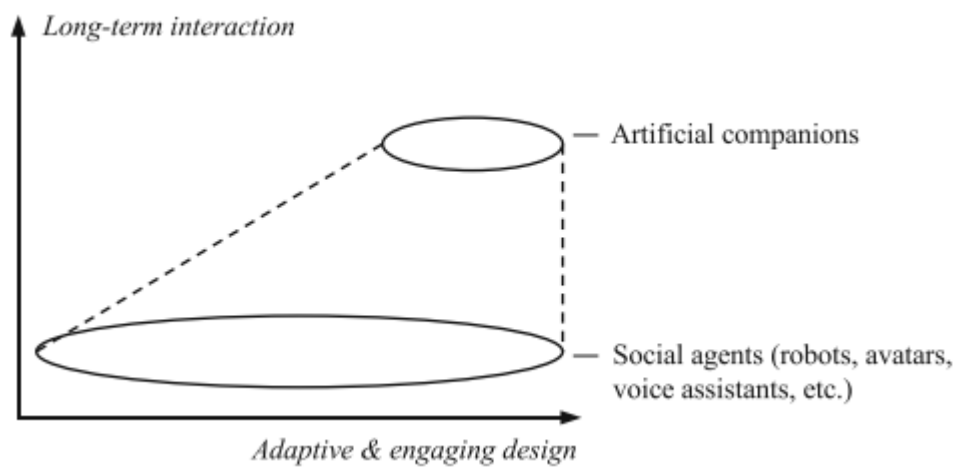 Long-term interaction
Artificial companions
Social agents (robots, avatars,
voice assistants, etc.)
Adaptive & engaging design